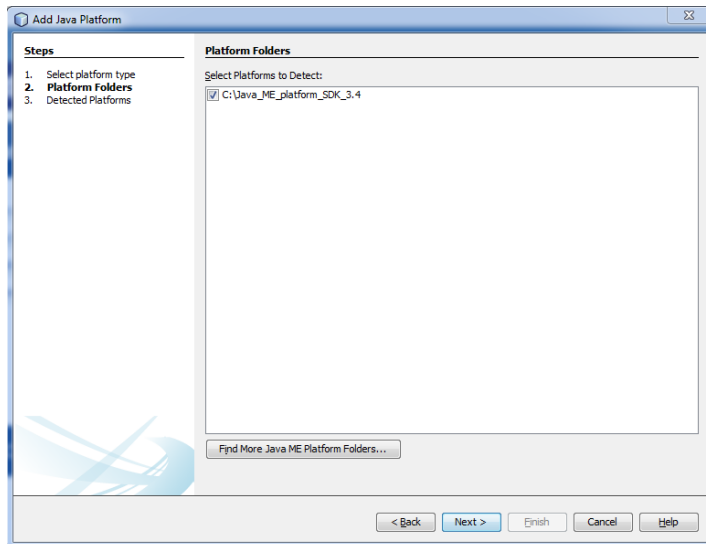 Add Java Platform
Steps
1. Select platform type
2. Platform Folders
3. Detected Platforms
Platform Folders
Select Platforms to Detect:
C:\Java_ME_platform_SDK_3.4
Find More Java ME Platform Folders...
< Back
Next >
Finish
Cancel
Help